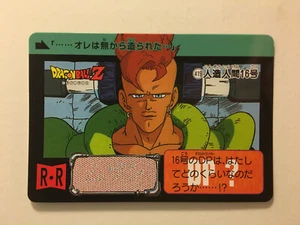 「……オレは無から造られた…」
DRAGON BALL Z
418 人造人間16号
R·R
DP ?
16号のDPは、はたし
てどのくらいなのだ
ろうか……!?